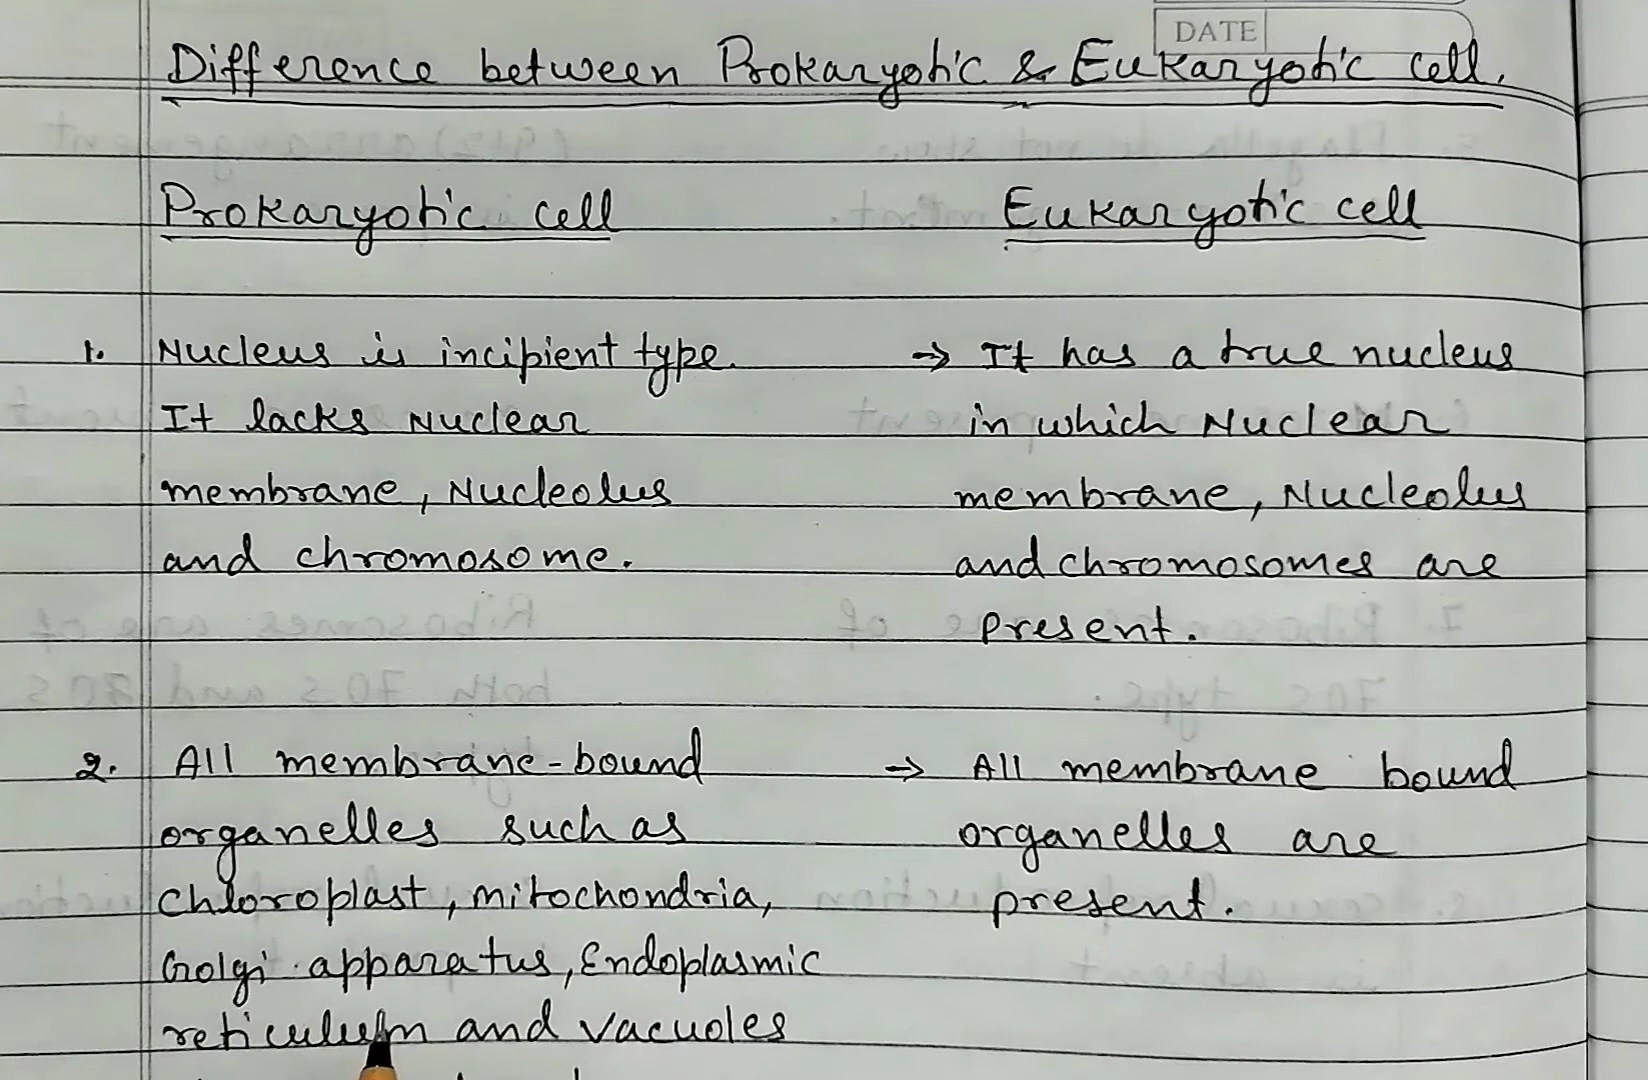 DATE
Difference between Prokaryotic & Eukaryotic cell.
Prokaryotic cell
Eukaryotic cell
1. Nucleus is incipient type.
It lacks Nuclear
membrane, Nucleolus
and chromosome.
→ It has a true nucleus
in which Nuclear
membrane, Nucleolus
and chromosomes are
present.
2. All membrane-bound
organelles such as
chloroplast, mitochondria,
Golgi apparatus, Endoplasmic
reticulum and vacuoles
→ All membrane bound
organelles are
present.